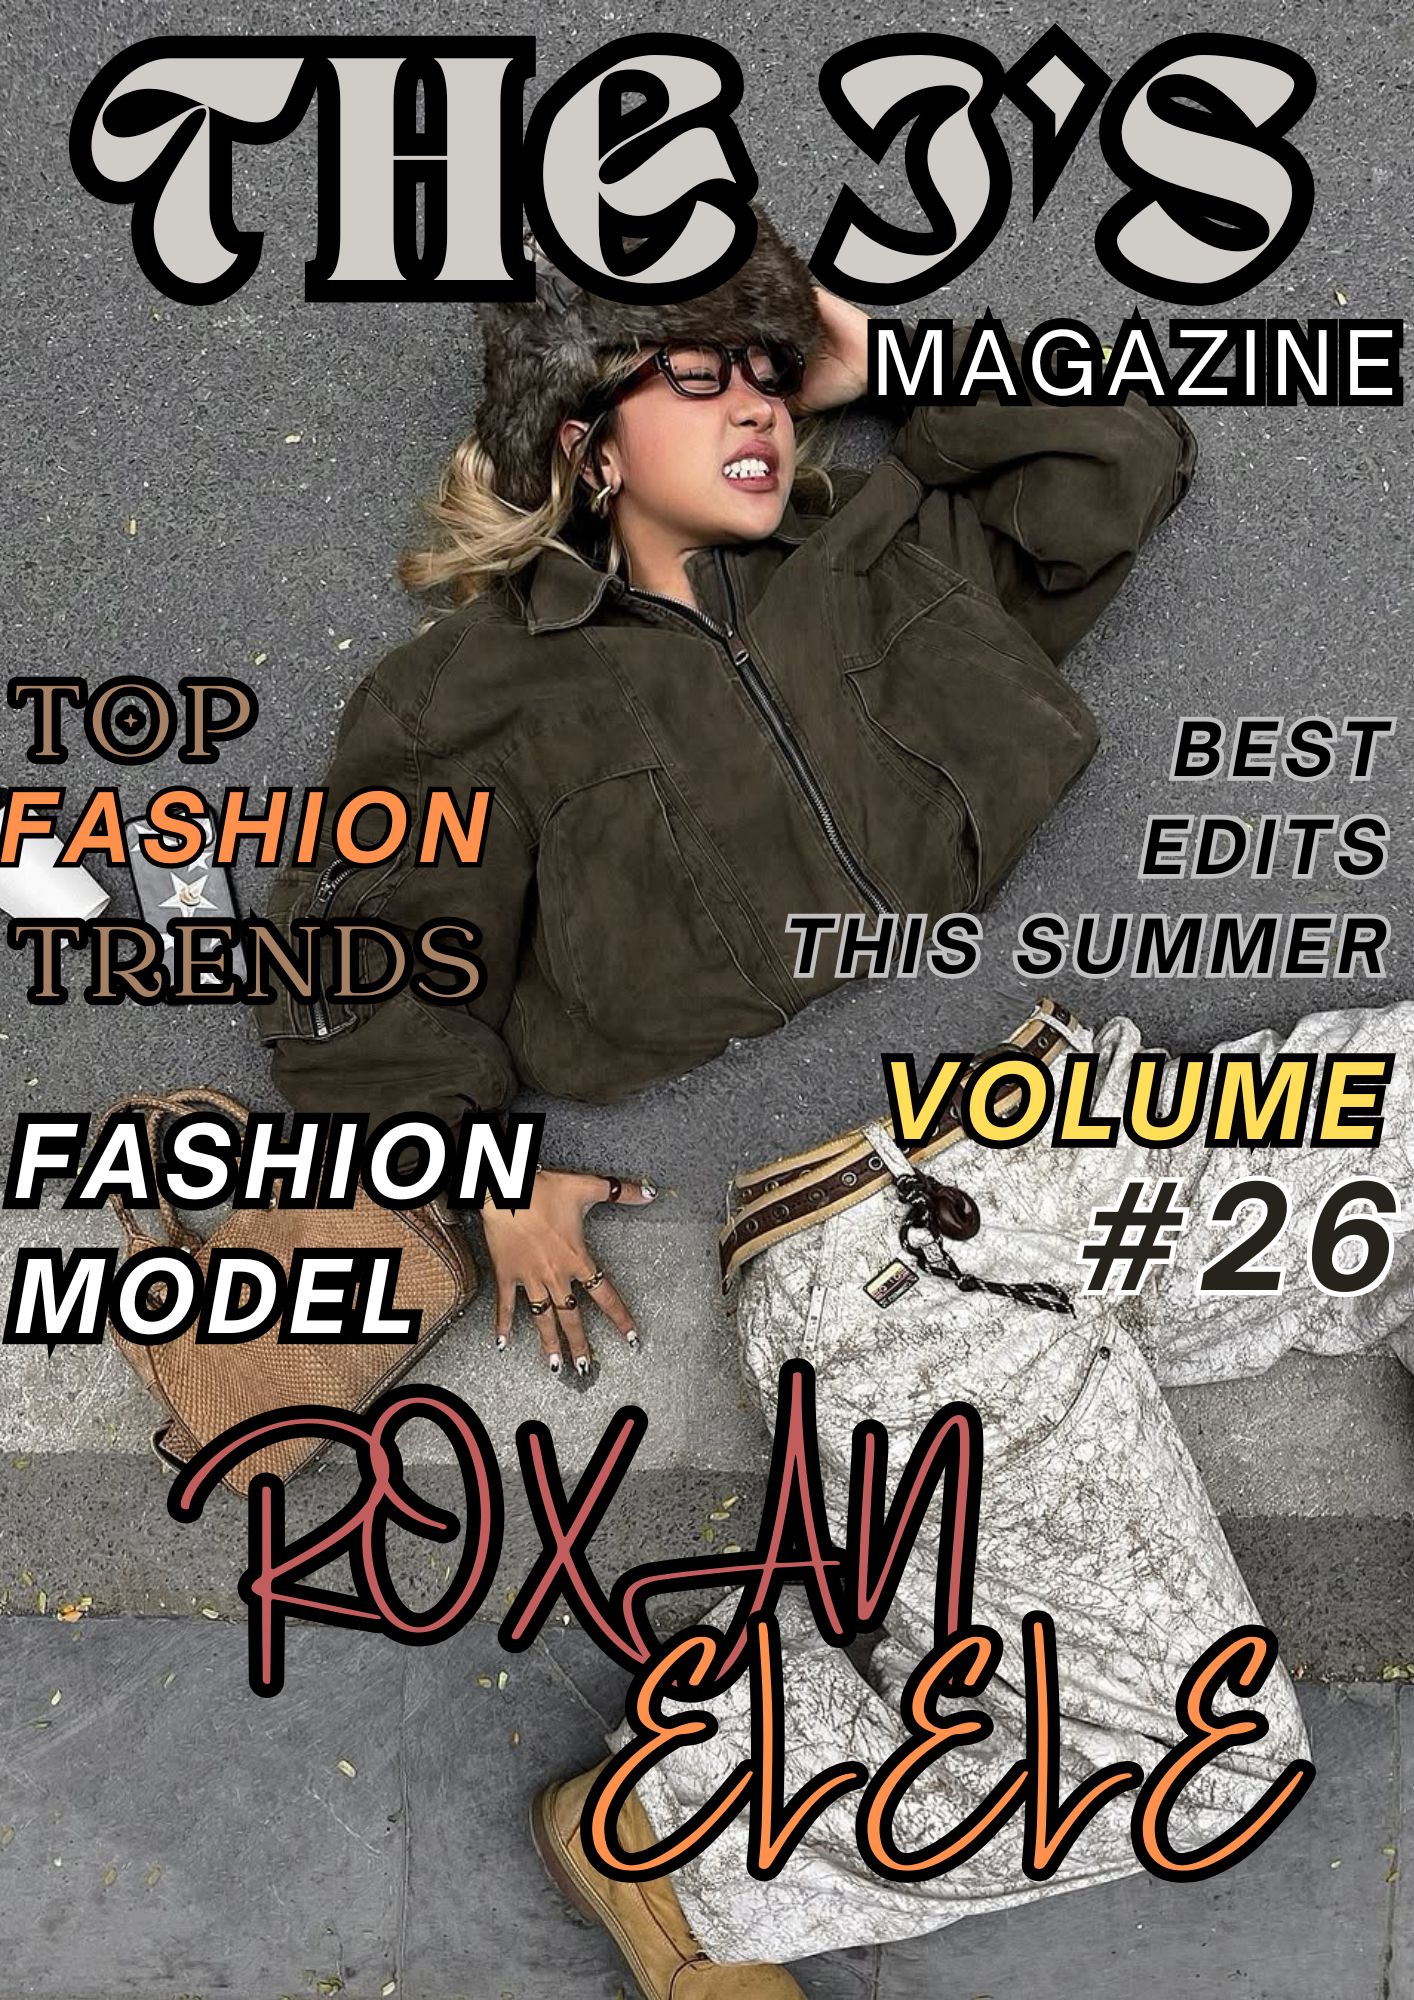 THE J'S
MAGAZINE
TOP
FASHION
TRENDS
BEST
EDITS
THIS SUMMER
VOLUME
#26
FASHION
MODEL
ROXAN
ELELE